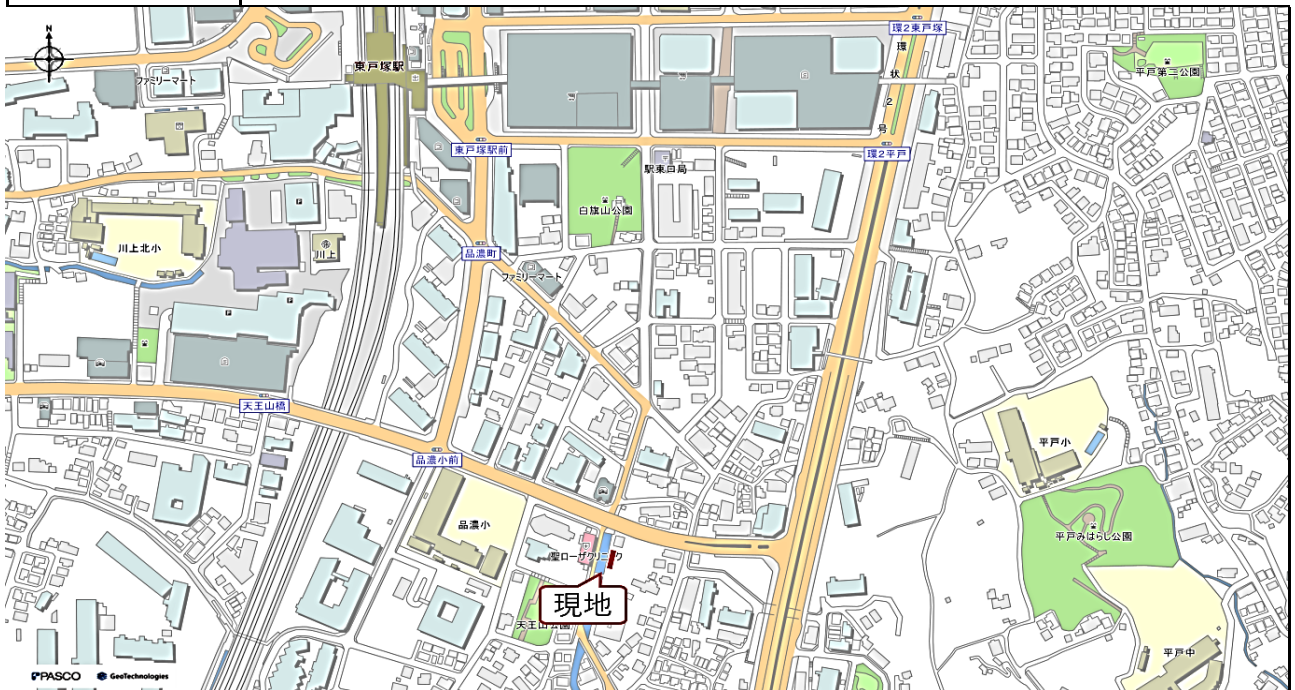 環2東戸塚
N
環
状
2
号
東戸塚駅
ファミリーマート
平戸第二公園
東戸塚駅前
環2平戸
駅東口局
白旗山公園
川上北小
川上
品濃町
ファミリーマート
天王山橋
品濃小前
平戸小
品濃小
平戸みはらし公園
聖ローザクリニック
現地
天王山公園
平戸中
PASCO
GeoTechnologies